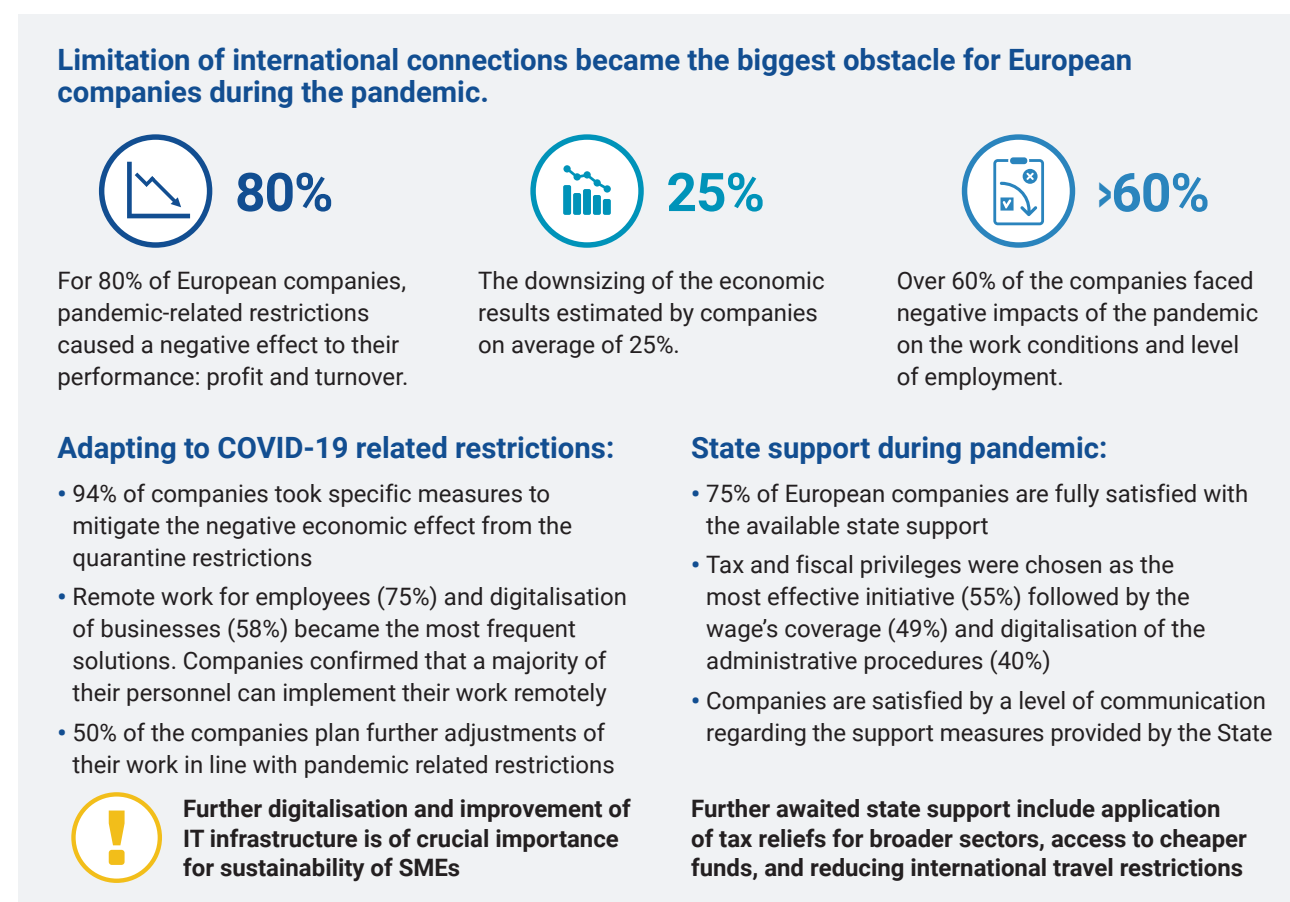 Limitation of international connections became the biggest obstacle for European
companies during the pandemic.
80%
For 80% of European companies,
pandemic-related restrictions
caused a negative effect to their
performance: profit and turnover.
25%
The downsizing of the economic
results estimated by companies
on average of 25%.
›60%
Over 60% of the companies faced
negative impacts of the pandemic
on the work conditions and level
of employment.
Adapting to COVID-19 related restrictions:
• 94% of companies took specific measures to
mitigate the negative economic effect from the
quarantine restrictions
• Remote work for employees (75%) and digitalisation
of businesses (58%) became the most frequent
solutions. Companies confirmed that a majority of
their personnel can implement their work remotely
• 50% of the companies plan further adjustments of
their work in line with pandemic related restrictions
Further digitalisation and improvement of
IT infrastructure is of crucial importance
for sustainability of SMEs
State support during pandemic:
• 75% of European companies are fully satisfied with
the available state support
• Tax and fiscal privileges were chosen as the
most effective initiative (55%) followed by the
wage's coverage (49%) and digitalisation of the
administrative procedures (40%)
• Companies are satisfied by a level of communication
regarding the support measures provided by the State
Further awaited state support include application
of tax reliefs for broader sectors, access to cheaper
funds, and reducing international travel restrictions